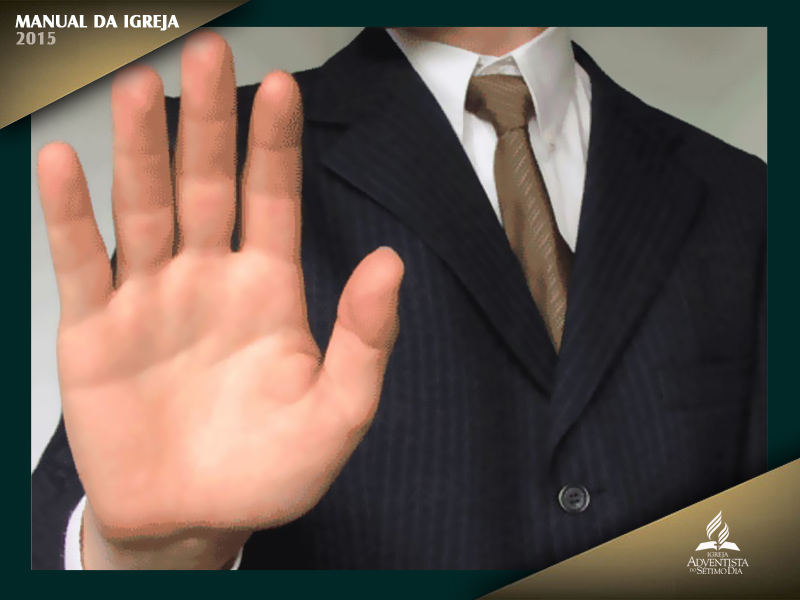 MANUAL DA IGREJA
2015
IGREJA
ADVENTISTA
DO SÉTIMO DIA